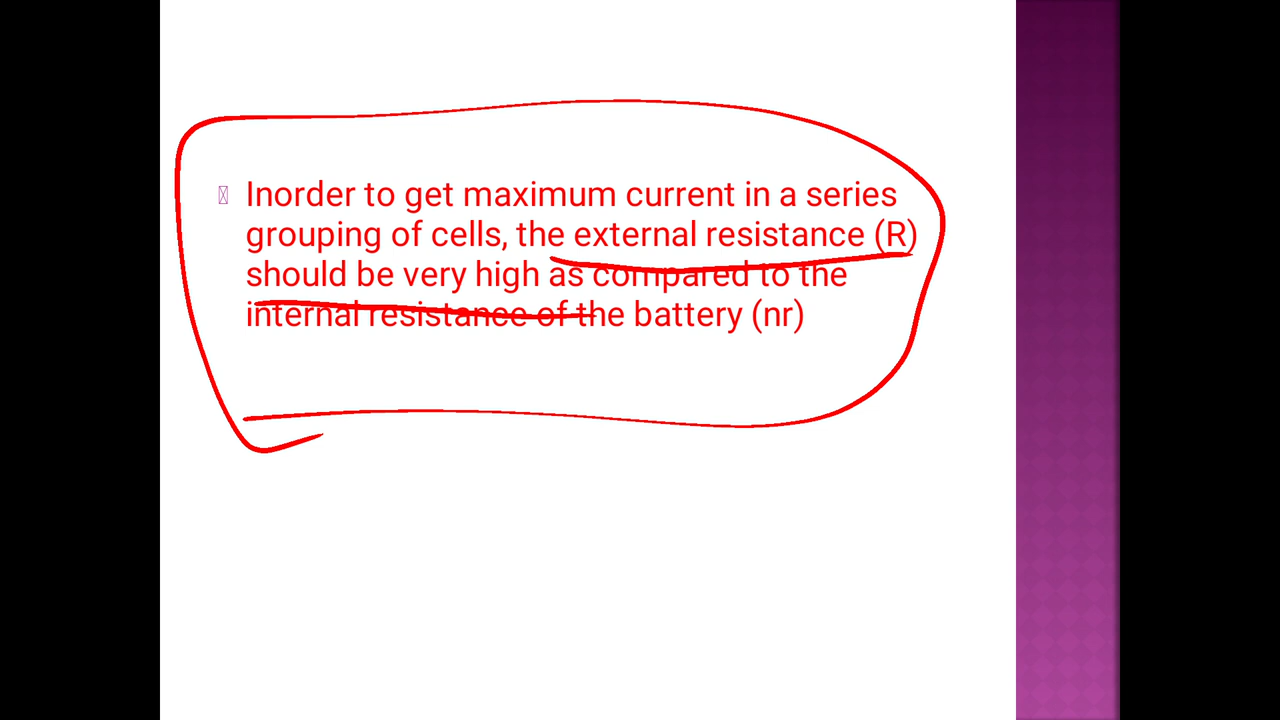 Inorder to get maximum current in a series
grouping of cells, the external resistance (R)
should be very high as compared to the
internal resistance of the battery (nr)